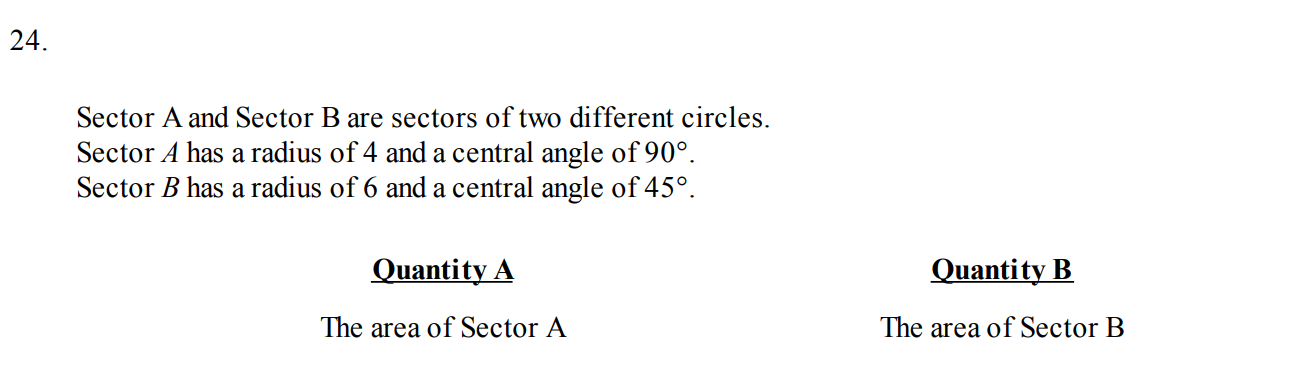 24.
Sector A and Sector B are sectors of two different circles.
Sector A has a radius of 4 and a central angle of 90°.
Sector B has a radius of 6 and a central angle of 45°.
Quantity A Quantity B
The area of Sector A The area of Sector B